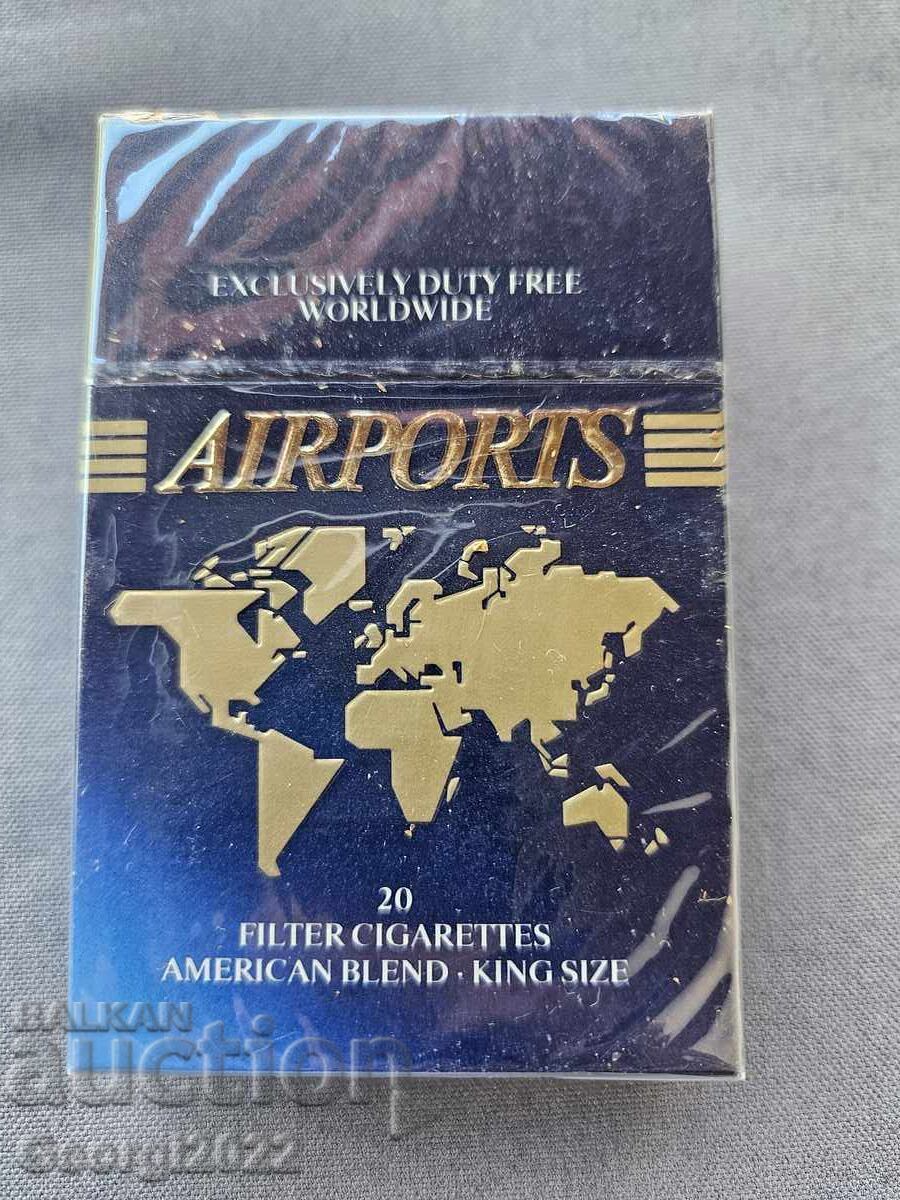 EXCLUSIVELY DUTY FREE
WORLDWIDE
AIRPORTS
20
FILTER CIGARETTES
AMERICAN BLEND · KING SIZE
BALKAN
auction
Georgi2022